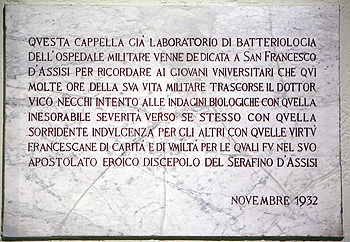 QVESTA CAPPELLA GIÀ LABORATORIO DI BATTERIOLOGIA
DELL'OSPEDALE MILITARE VENNE DEDICATA A SAN FRANCESCO
D'ASSISI PER RICORDARE AI GIOVANI VNIVERSITARI CHE QVI
MOLTE ORE DELLA SVA VITA MILITARE TRASCORSE IL DOTTOR
VICO NECCHI INTENTO ALLE INDAGINI BIOLOGICHE CON QVELLA
INESORABILE SEVERITÀ VERSO SE STESSO CON QVELLA
SORRIDENTE INDVLGENZA PER GLI ALTRI CON QVELLE VIRTV
FRANCESCANE DI CARITÀ E DI VMILTÀ PER LE QVALI FV NEL SVO
APOSTOLATO EROICO DISCEPOLO DEL SERAFINO D'ASSISI
NOVEMBRE 1932